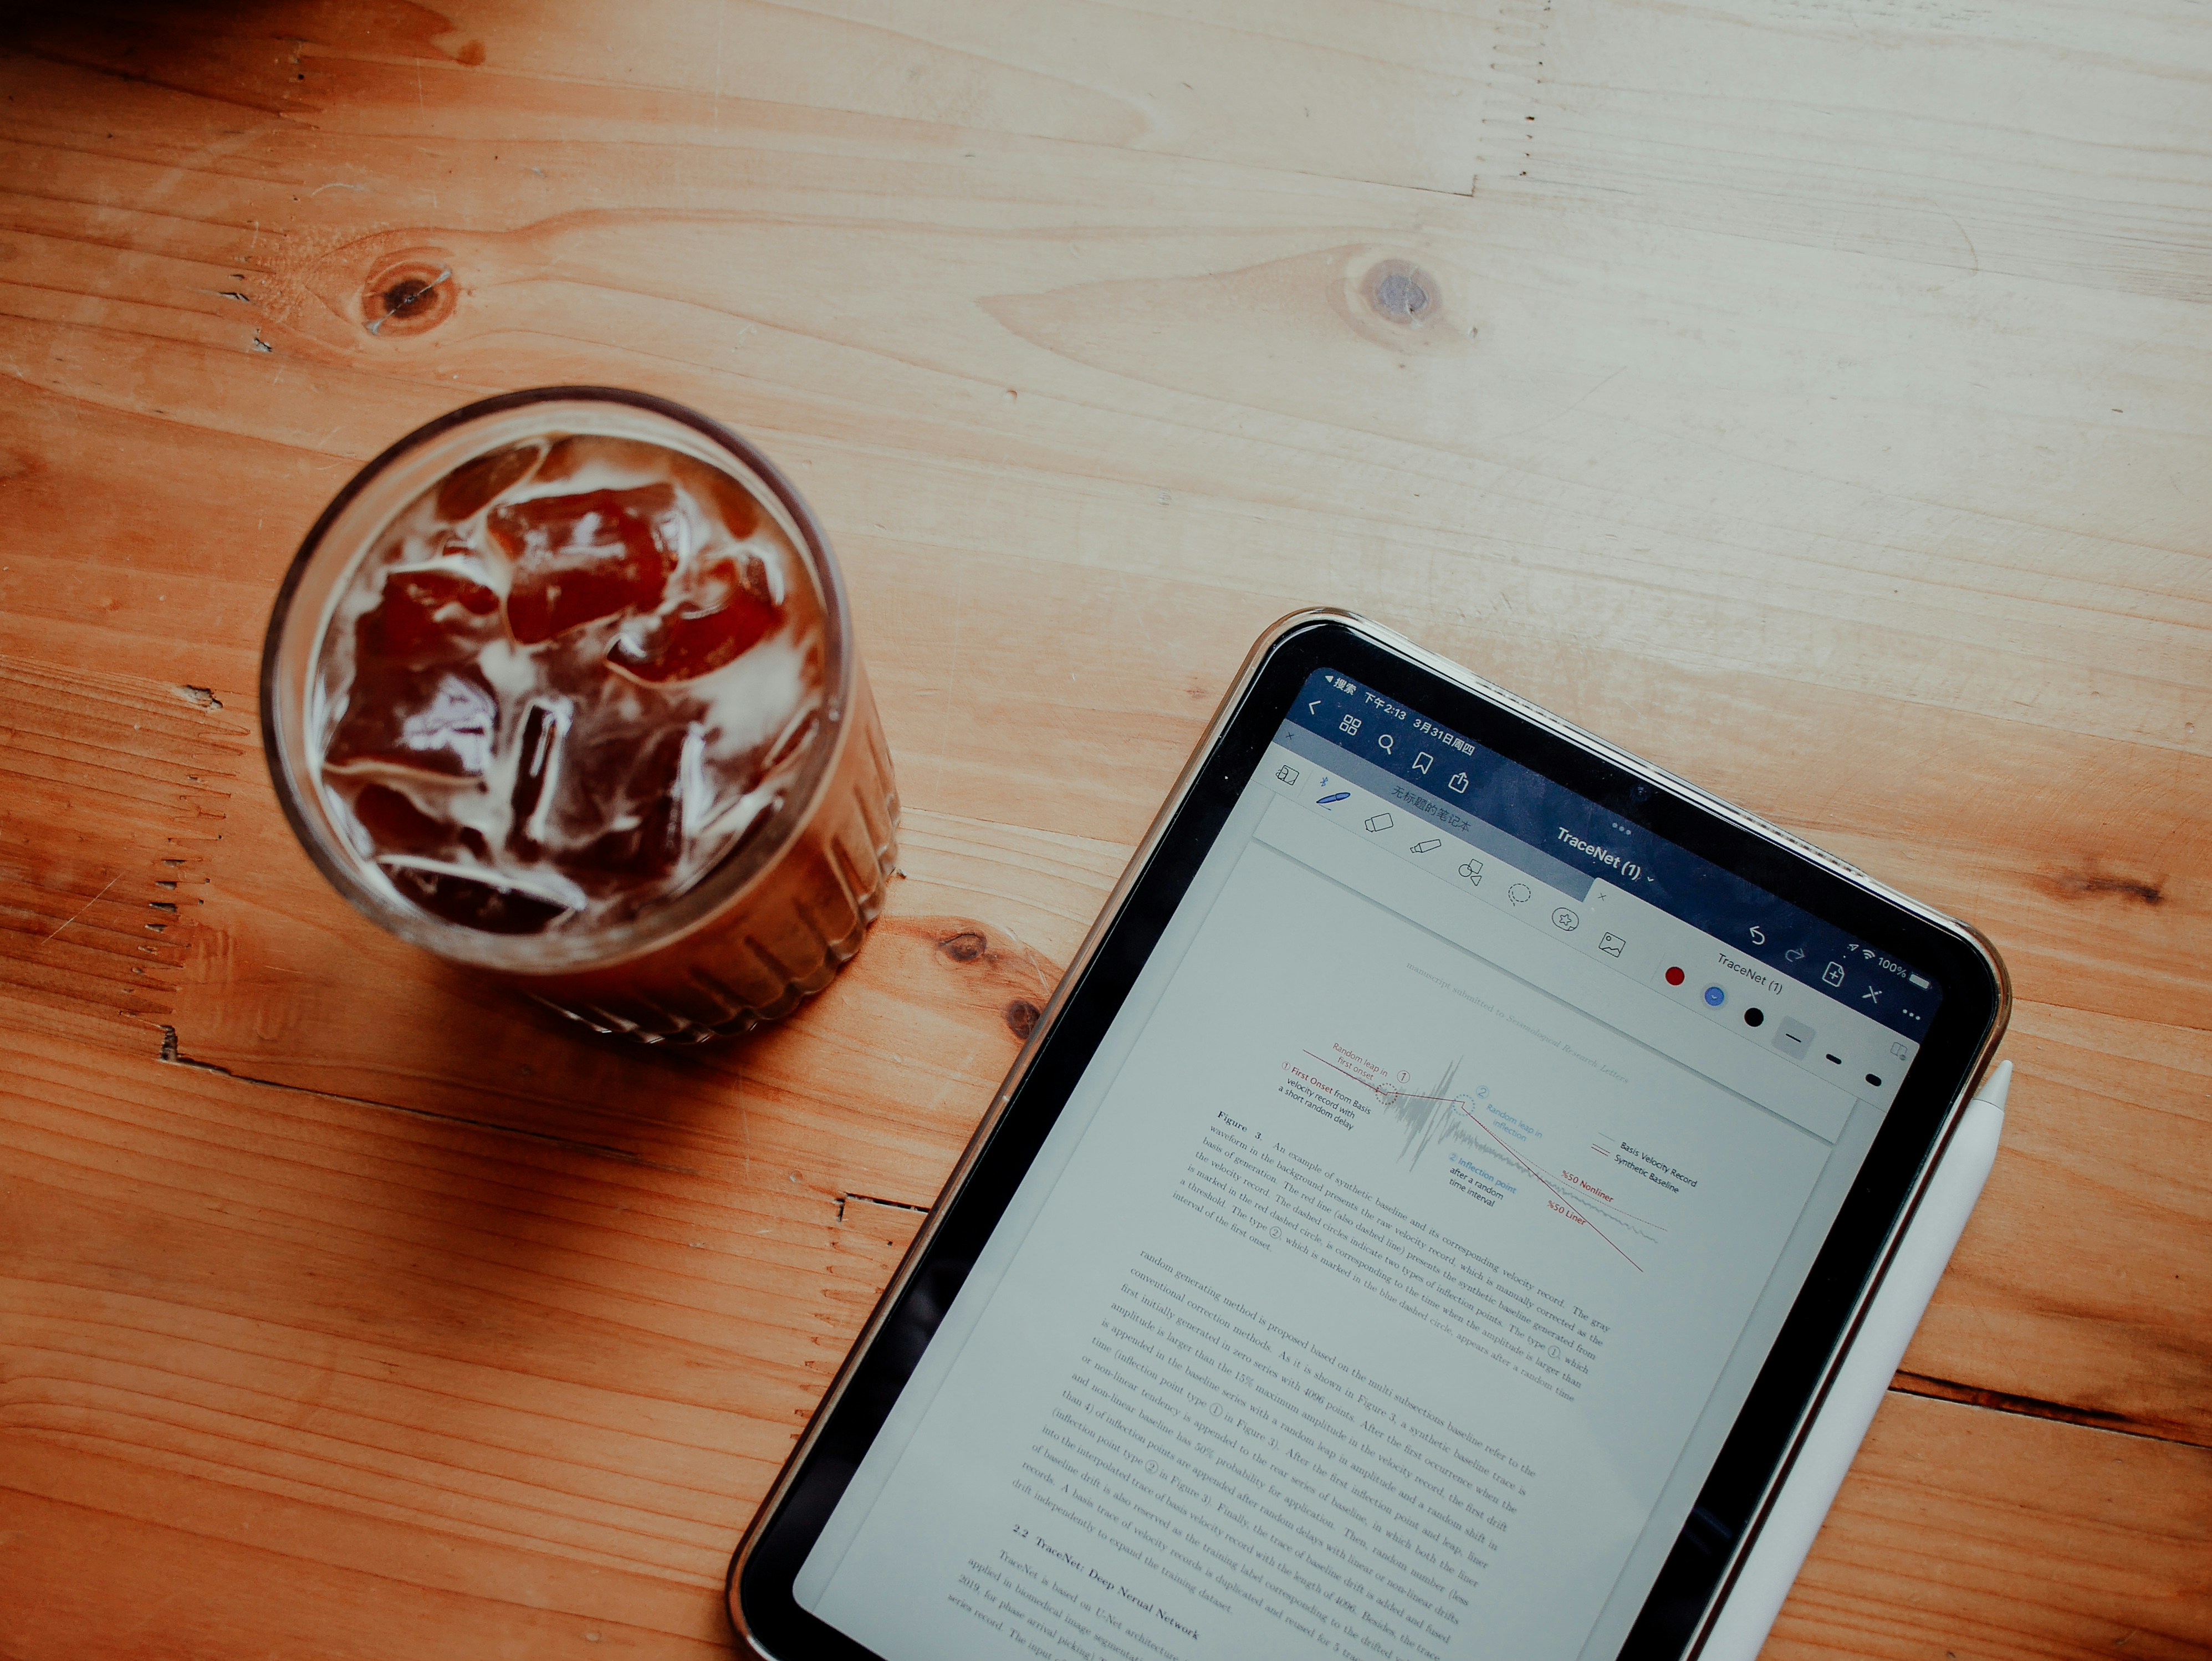 ◀搜索 下午2:13 3月31日周四
100%
TraceNet (1)
无标题的笔记本
TraceNet (1)
manuscript submitted to Seismological Research Letters
Random leap in
first onset
①
① First Onset from Basis
velocity record with
a short random delay
②
Random leap in
inflection
② Inflection point
after a random
time interval
Basis Velocity Record
Synthetic Baseline
%50 Nonliner
%50 Liner
Figure 3. An example of synthetic baseline and its corresponding velocity record. The gray
waveform in the background presents the raw velocity record, which is manually corrected as the
basis of generation. The red line (also dashed line) presents the synthetic baseline generated from
the velocity record. The dashed circles indicate two types of inflection points. The type ①, which
is marked in the red dashed circle, is corresponding to the time when the amplitude is larger than
a threshold. The type ②, which is marked in the blue dashed circle, appears after a random time
interval of the first onset.
random generating method is proposed based on the multi subsections baseline refer to the
conventional correction methods. As it is shown in Figure 3, a synthetic baseline trace is
first initially generated in zero series with 4096 points. After the first occurrence when the
amplitude is larger than the 15% maximum amplitude in the velocity record, the first drift
is appended in the baseline series with a random leap in amplitude and a random shift in
time (inflection point type ① in Figure 3). After the first inflection point and leap, liner
or non-linear tendency is appended to the rear series of baseline, in which both the liner
and non-linear baseline has 50% probability for application. Then, random number (less
than 4) of inflection points are appended after random delays with linear or non-linear drifts
(inflection point type ② in Figure 3). Finally, the trace of baseline drift is added and fused
into the interpolated trace of basis velocity record with the length of 4096. Besides, the trace
of baseline drift is also reserved as the training label corresponding to the drifted
records. A basis trace of velocity records is duplicated and reused for 5
drift independently to expand the training dataset.
2.2 TraceNet: Deep Nerual Network
TraceNet is based on U-Net architecture
applied in biomedical image
2019, for phase arrival picking)
series record. The input